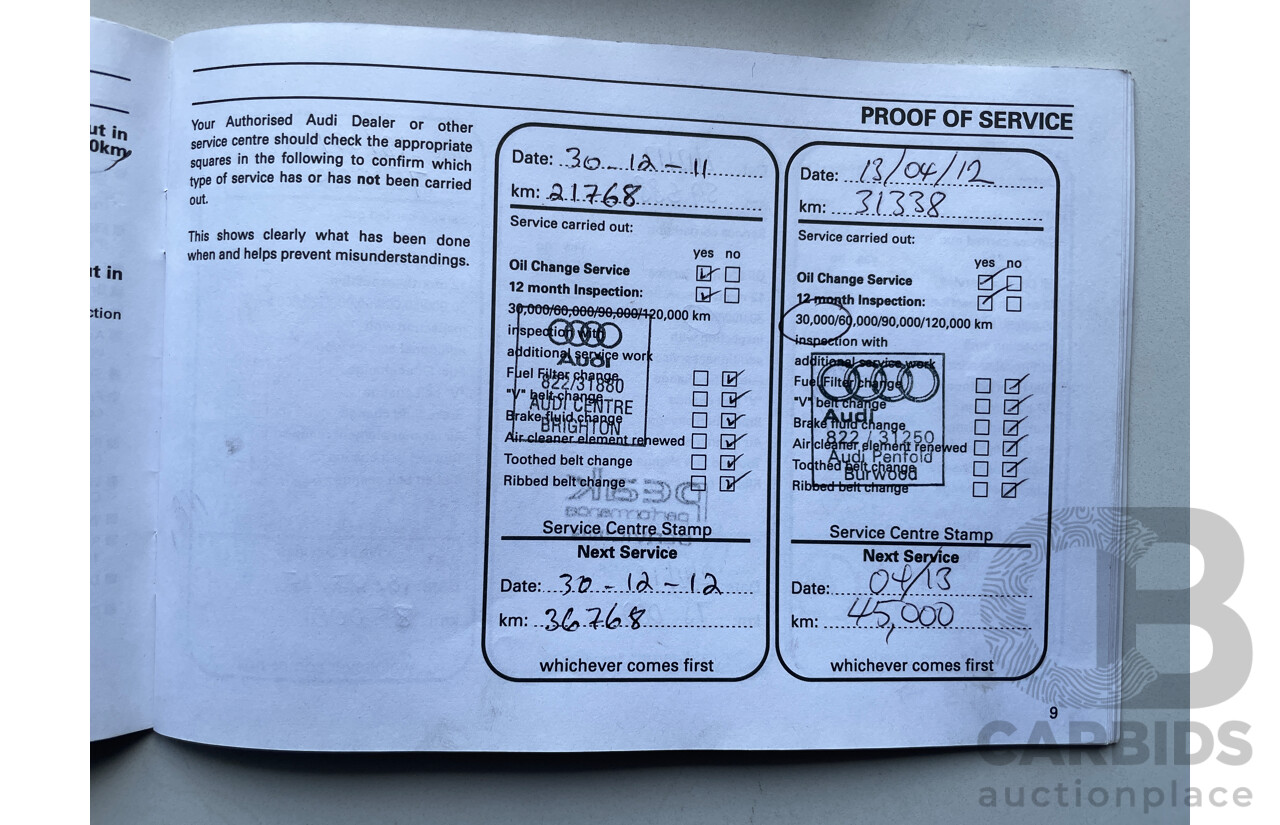 ut in
0km
t in
ction
PROOF OF SERVICE
Your Authorised Audi Dealer or other
service centre should check the appropriate
squares in the following to confirm which
type of service has or has not been carried
out.
This shows clearly what has been done
when and helps prevent misunderstandings.
Date: 30-12-11
km: 21768
Service carried out:
yes no
Oil Change Service
12 month Inspection:
30,000/60,000/90,000/120,000 km
inspection with
additional service work
Fuel Filter change
"V" belt change
Brake fluid change
Air cleaner element renewed
Toothed belt change
Ribbed belt change
Audi
822/31880
AUDI CENTRE
BRIGHTON
peak
performance
Service Centre Stamp
Next Service
Date: 30-12-12
km: 36768
whichever comes first
Date: 13/04/12
km: 31338
Service carried out:
yes no
Oil Change Service
12 month Inspection:
30,000/60,000/90,000/120,000 km
inspection with
additional service work
Fuel Filter change
"V" belt change
Brake fluid change
Air cleaner element renewed
Toothed belt change
Ribbed belt change
Audi
822 / 31250
Audi Penfold
Burwood
Service Centre Stamp
Next Service
Date: 04/13
km: 45,000
whichever comes first
9
CARBIDS
auctionplace